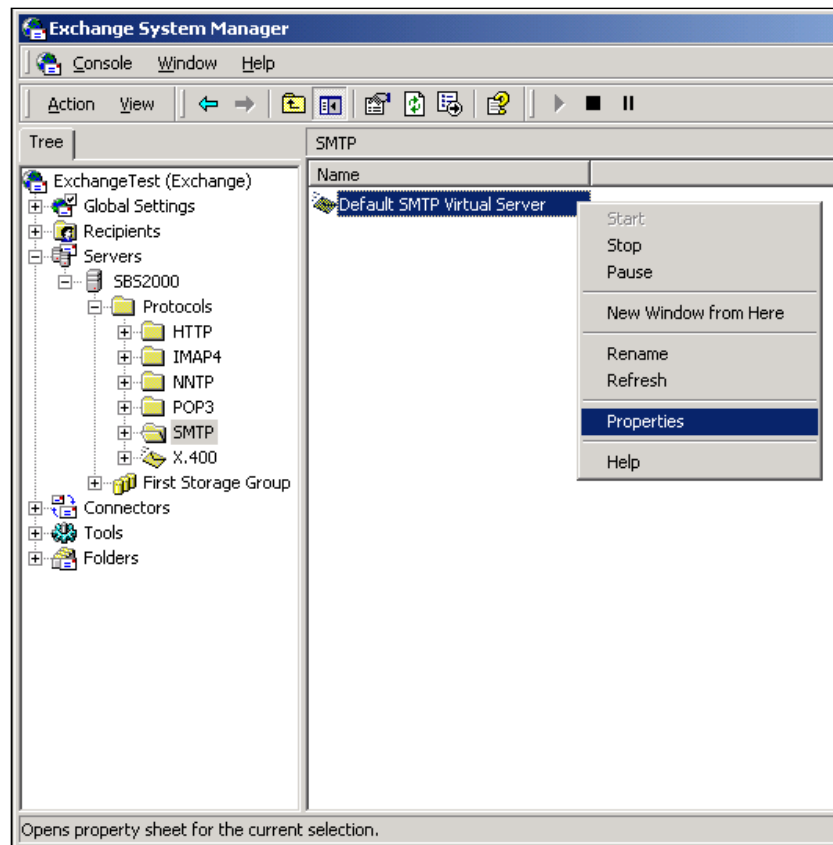 Exchange System Manager
Console Window Help
Action View
Tree
SMTP
Name
ExchangeTest (Exchange)
Global Settings
Recipients
Servers
SBS2000
Protocols
HTTP
IMAP4
NNTP
POP3
SMTP
X.400
First Storage Group
Connectors
Tools
Folders
Default SMTP Virtual Server
Start
Stop
Pause
New Window from Here
Rename
Refresh
Properties
Help
Opens property sheet for the current selection.